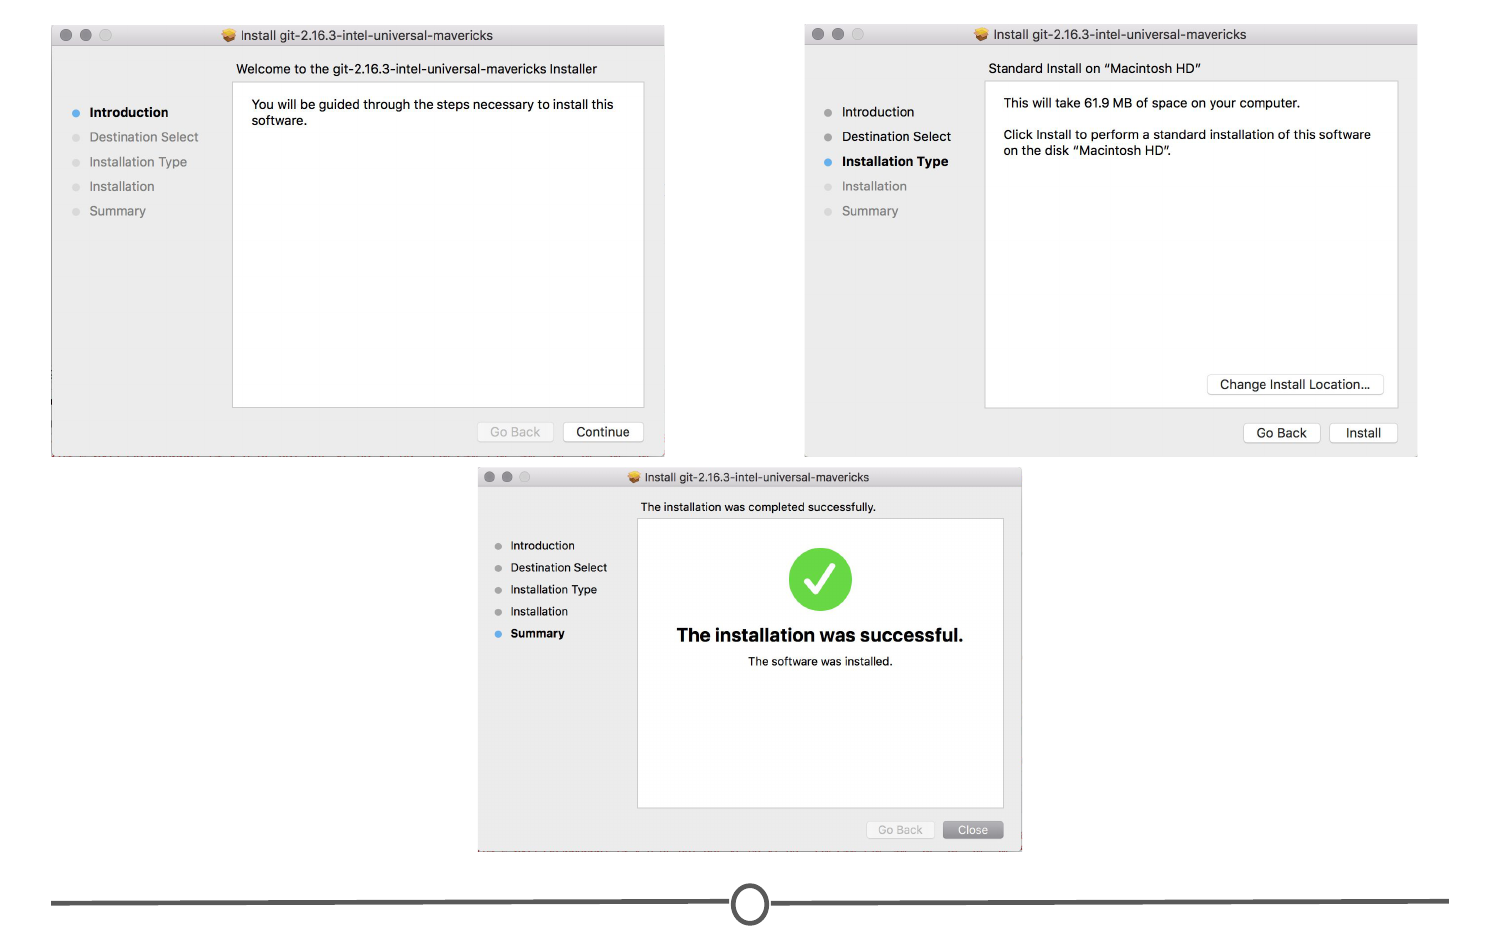 Install git-2.16.3-intel-universal-mavericks
Welcome to the git-2.16.3-intel-universal-mavericks Installer
Introduction
Destination Select
Installation Type
Installation
Summary
You will be guided through the steps necessary to install this
software.
Go Back
Continue
Install git-2.16.3-intel-universal-mavericks
Standard Install on “Macintosh HD”
Introduction
Destination Select
Installation Type
Installation
Summary
This will take 61.9 MB of space on your computer.
Click Install to perform a standard installation of this software
on the disk “Macintosh HD”.
Change Install Location...
Go Back
Install
Install git-2.16.3-intel-universal-mavericks
The installation was completed successfully.
Introduction
Destination Select
Installation Type
Installation
Summary
The installation was successful.
The software was installed.
Go Back
Close